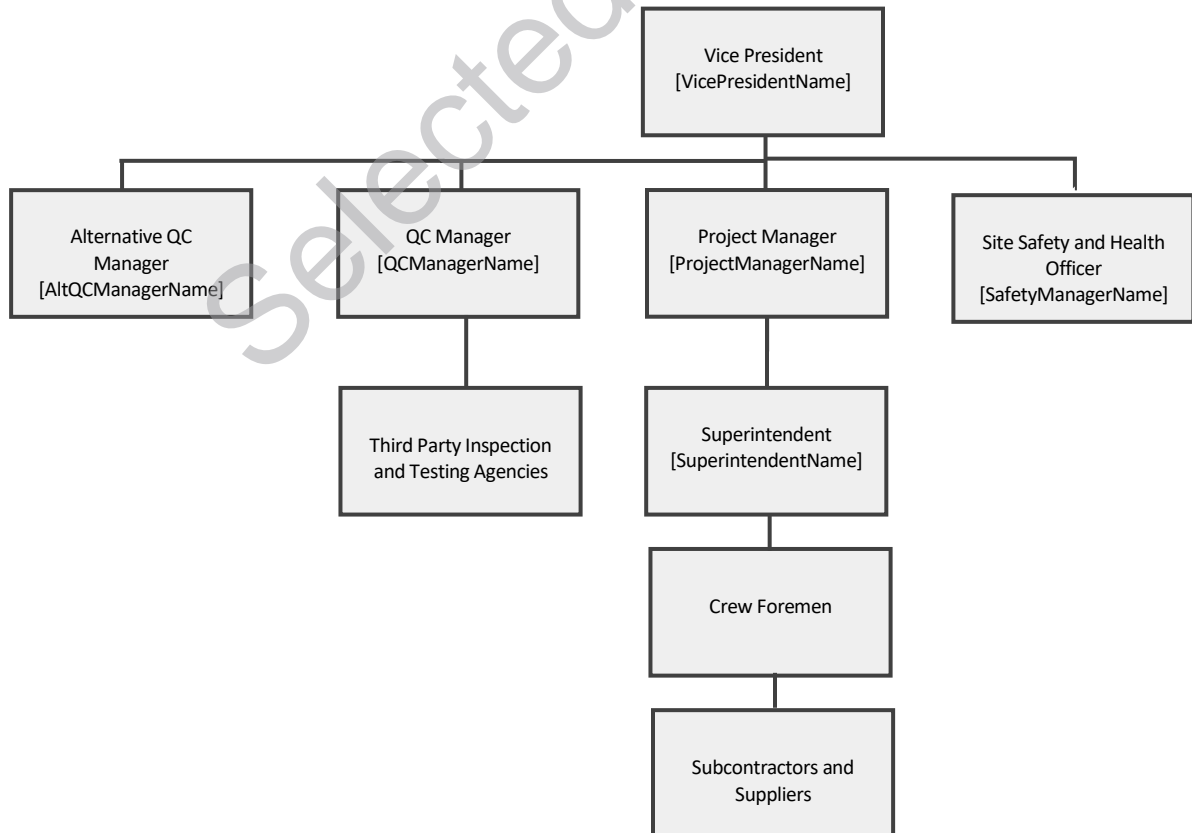 Vice President
[VicePresidentName]
Alternative QC
Manager
[AltQCManagerName]
QC Manager
[QCManagerName]
Project Manager
[ProjectManagerName]
Site Safety and Health
Officer
[SafetyManagerName]
Third Party Inspection
and Testing Agencies
Superintendent
[SuperintendentName]
Crew Foremen
Subcontractors and
Suppliers
Selected